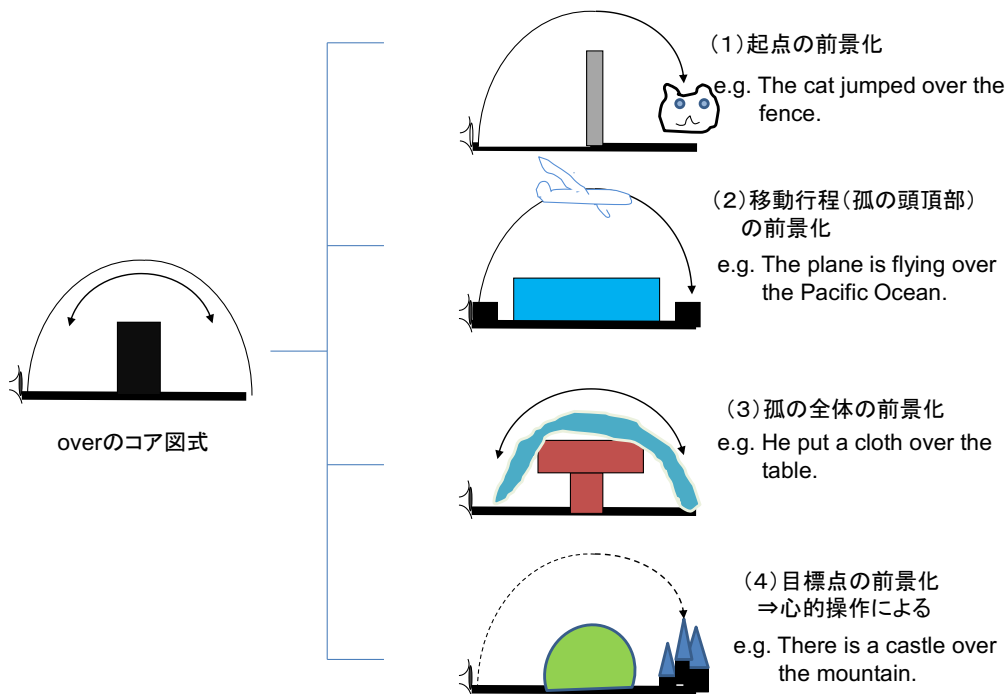 （1）起点の前景化
e.g. The cat jumped over the
fence.
（2）移動行程（孤の頭頂部）
の前景化
e.g. The plane is flying over
the Pacific Ocean.
（3）孤の全体の前景化
e.g. He put a cloth over the
table.
overのコア図式
（4）目標点の前景化
⇒心的操作による
e.g. There is a castle over
the mountain.